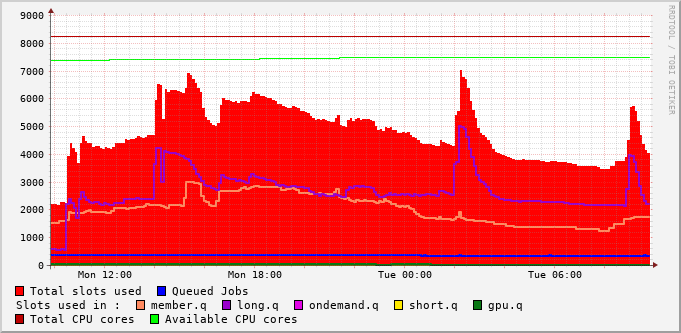 9000
8000
7000
6000
5000
4000
3000
2000
1000
0
Mon 12:00 Mon 18:00 Tue 00:00 Tue 06:00
RRDTOOL / TOBI OETIKER
Total slots used Queued Jobs
Slots used in : member.q long.q ondemand.q short.q gpu.q
Total CPU cores Available CPU cores